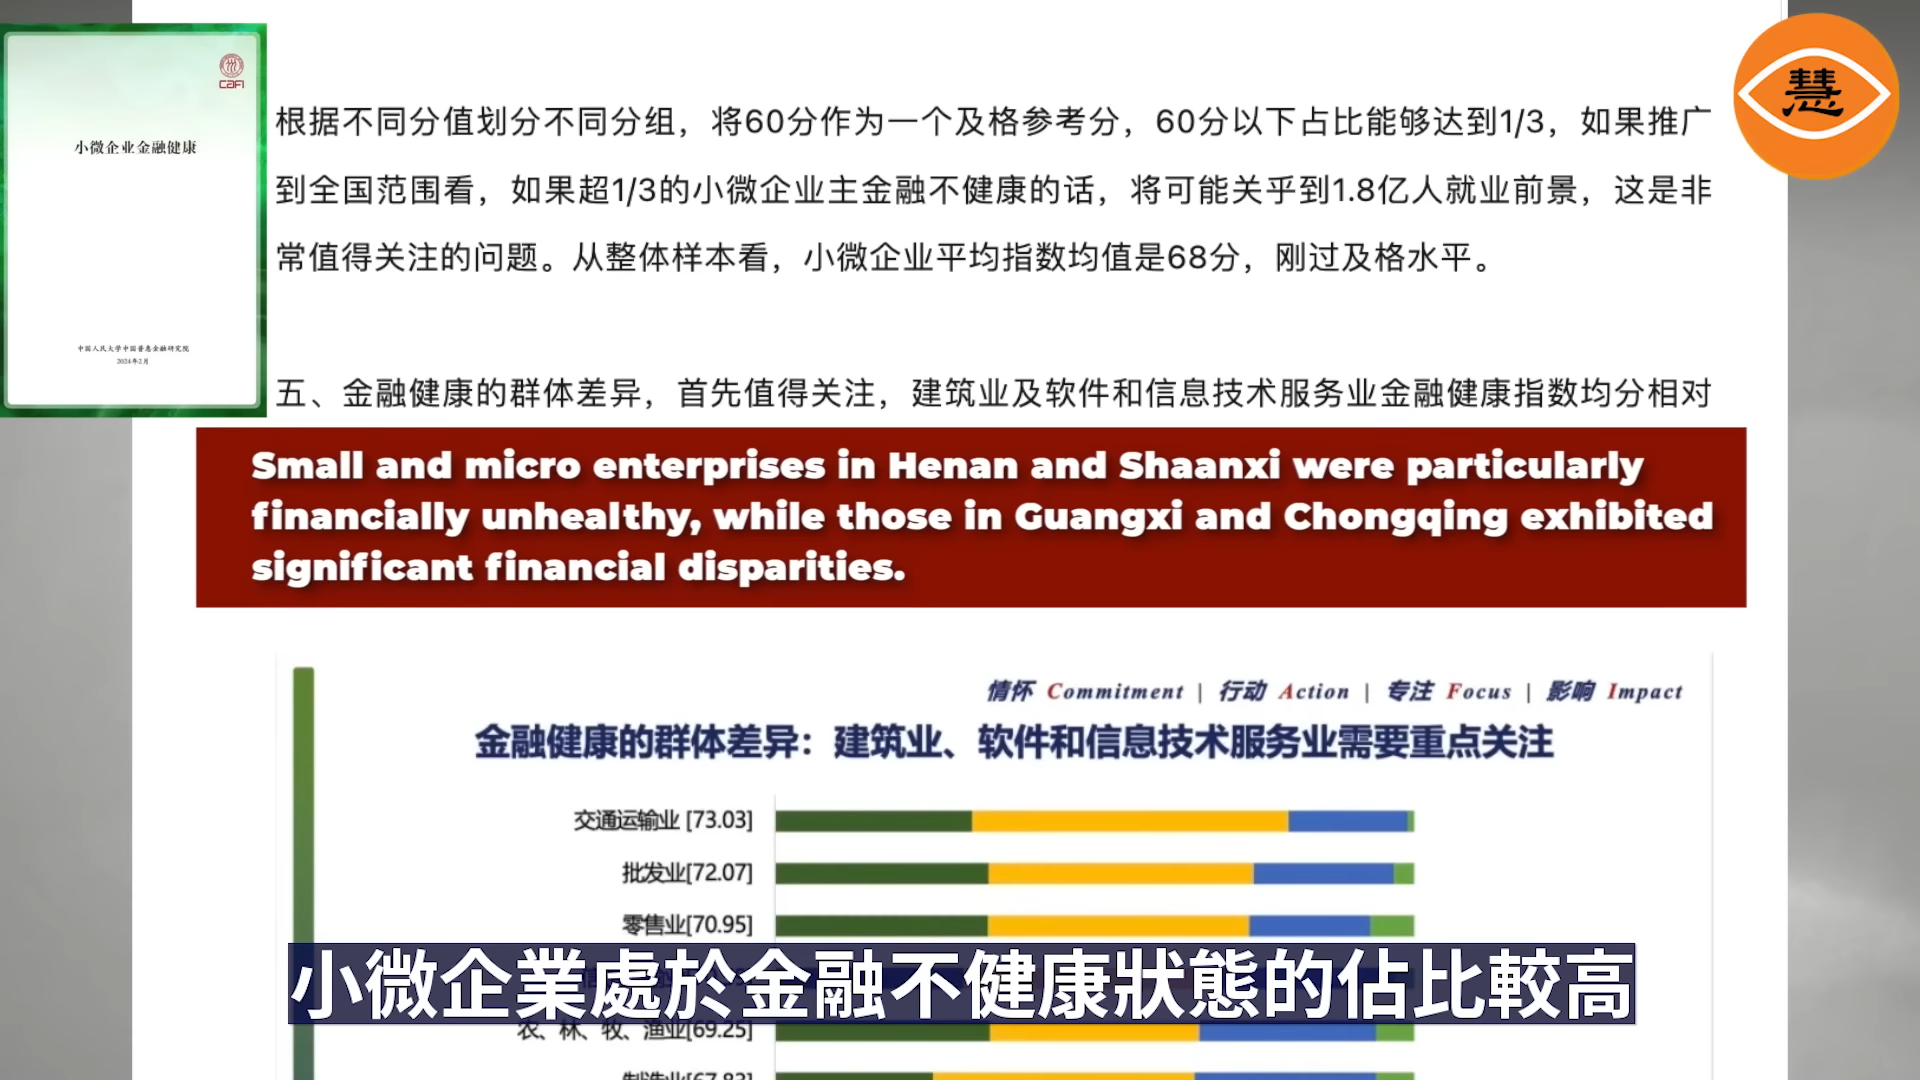 CAFI
小微企业金融健康
中国人民大学中国普惠金融研究院
2024年2月
慧
根据不同分值划分不同分组，将60分作为一个及格参考分，60分以下占比能够达到1/3，如果推广
到全国范围看，如果超1/3的小微企业主金融不健康的话，将可能关乎到1.8亿人就业前景，这是非
常值得关注的问题。从整体样本看，小微企业平均指数均值是68分，刚过及格水平。
五、金融健康的群体差异，首先值得关注，建筑业及软件和信息技术服务业金融健康指数均分相对
Small and micro enterprises in Henan and Shaanxi were particularly
financially unhealthy, while those in Guangxi and Chongqing exhibited
significant financial disparities.
情怀 Commitment | 行动 Action | 专注 Focus | 影响 Impact
金融健康的群体差异：建筑业、软件和信息技术服务业需要重点关注
交通运输业 [73.03]
批发业[72.07]
零售业[70.95]
小微企業處於金融不健康狀態的佔比較高
农、林、牧、渔业[69.25]
制造业[67.83]